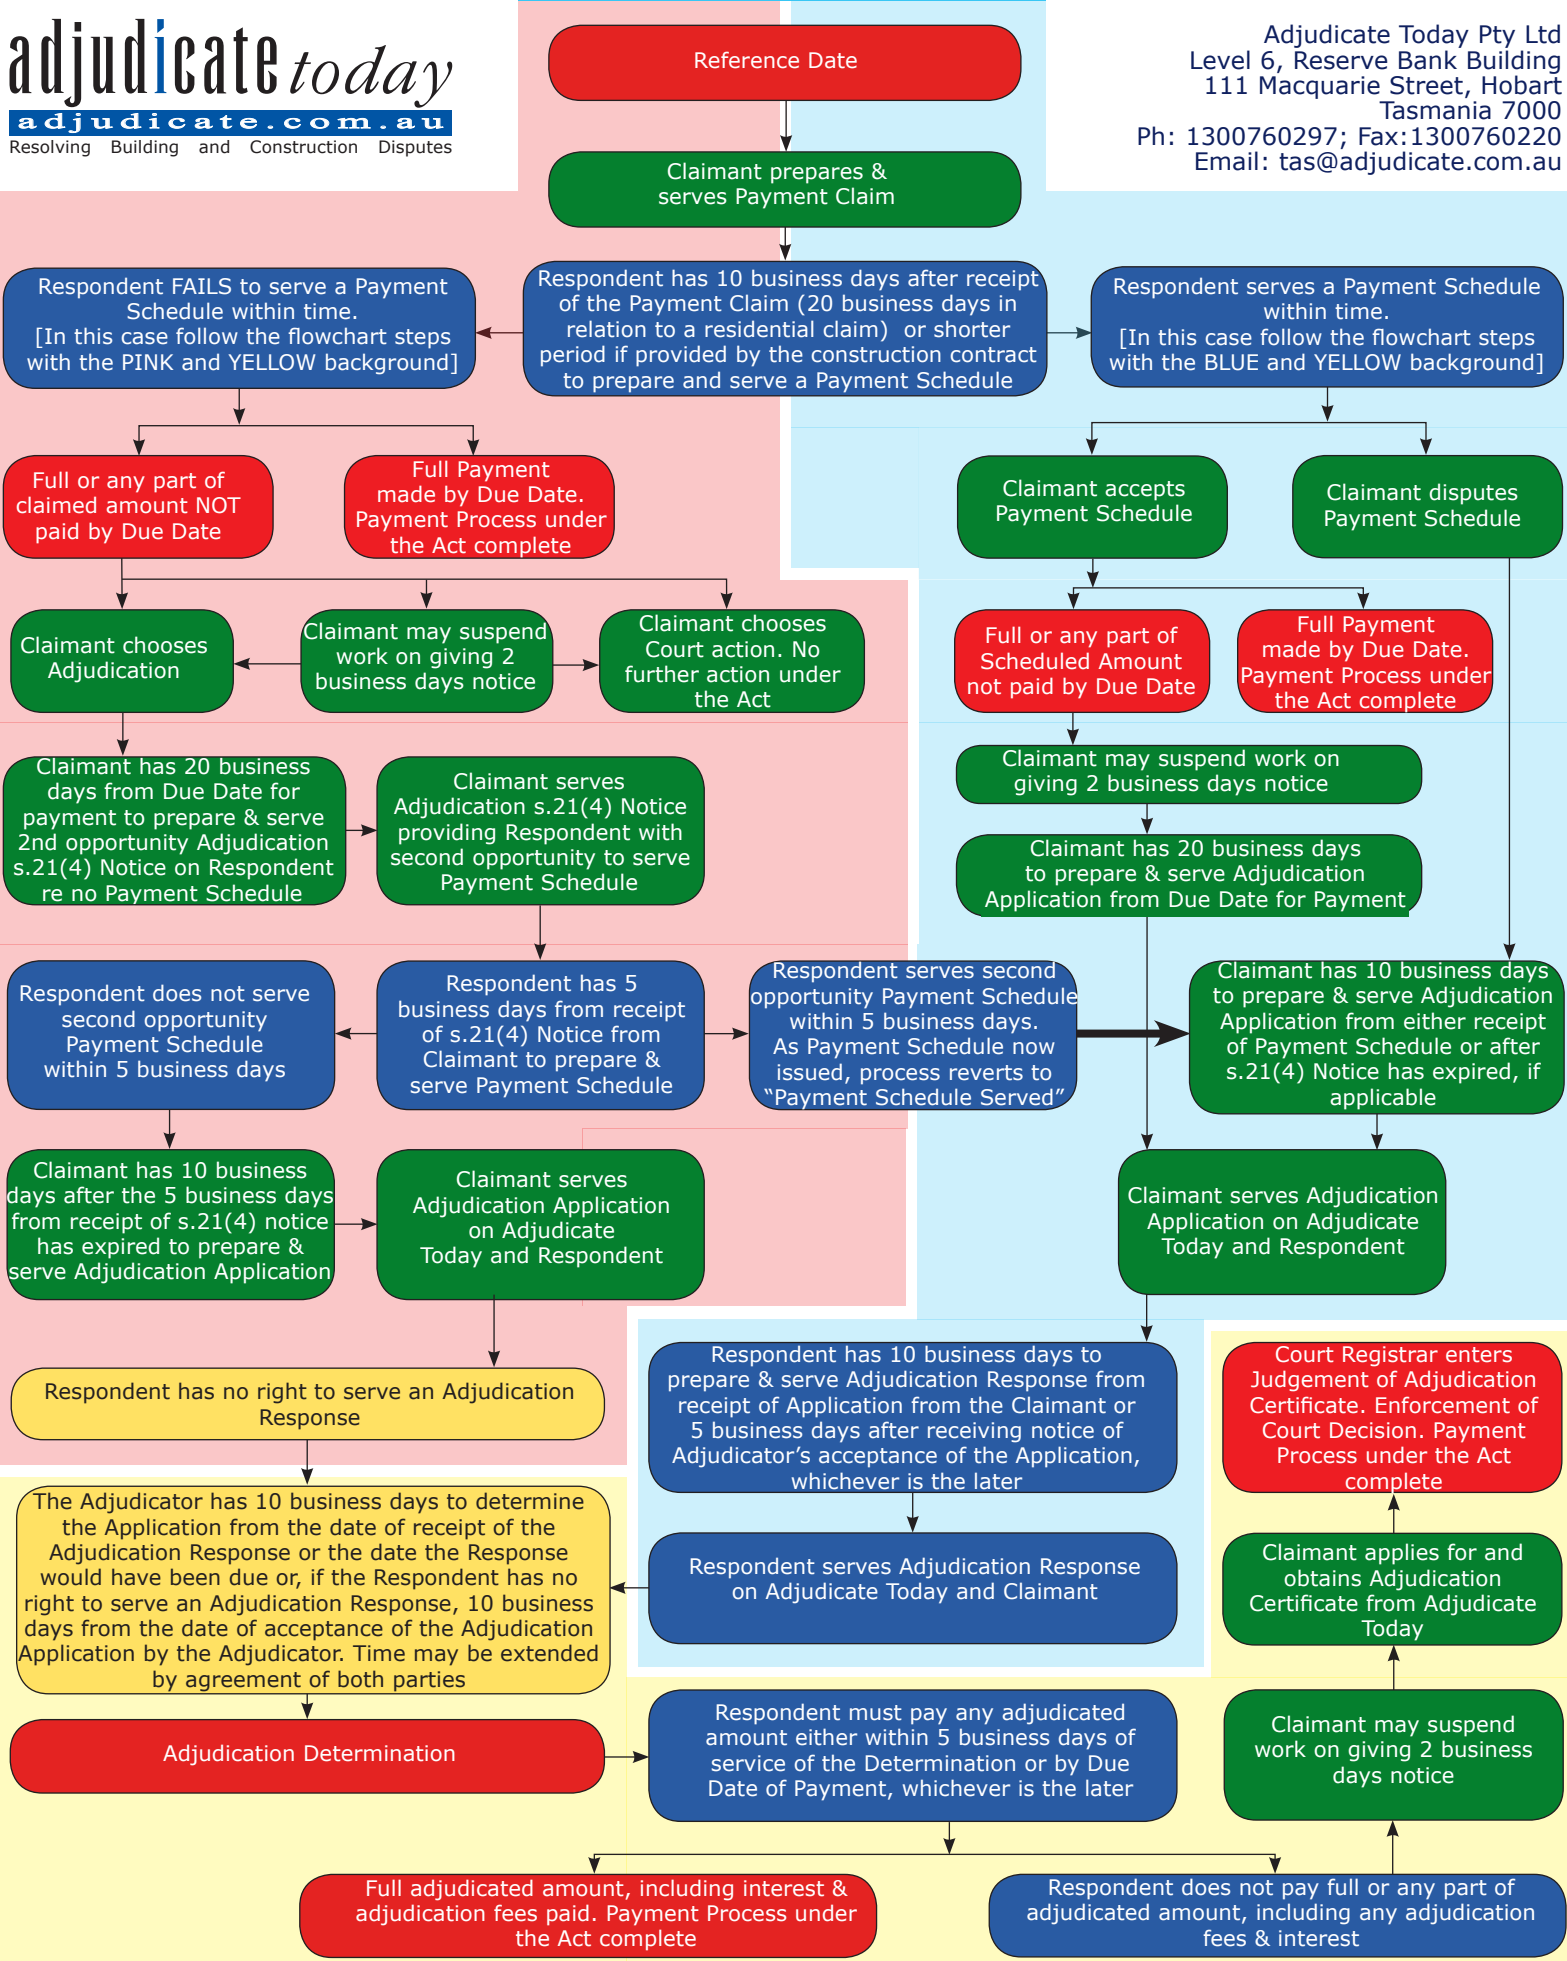 adjudicate today
adjudicate.com.au
Resolving Building and Construction Disputes
Adjudicate Today Pty Ltd
Level 6, Reserve Bank Building
111 Macquarie Street, Hobart
Tasmania 7000
Ph: 1300760297; Fax:1300760220
Email: tas@adjudicate.com.au
Reference Date
Claimant prepares &
serves Payment Claim
Respondent FAILS to serve a Payment
Schedule within time.
[In this case follow the flowchart steps
with the PINK and YELLOW background]
Respondent has 10 business days after receipt
of the Payment Claim (20 business days in
relation to a residential claim) or shorter
period if provided by the construction contract
to prepare and serve a Payment Schedule
Respondent serves a Payment Schedule
within time.
[In this case follow the flowchart steps
with the BLUE and YELLOW background]
Full or any part of
claimed amount NOT
paid by Due Date
Full Payment
made by Due Date.
Payment Process under
the Act complete
Claimant accepts
Payment Schedule
Claimant disputes
Payment Schedule
Claimant chooses
Adjudication
Claimant may suspend
work on giving 2
business days notice
Claimant chooses
Court action. No
further action under
the Act
Full or any part of
Scheduled Amount
not paid by Due Date
Full Payment
made by Due Date.
Payment Process under
the Act complete
Claimant has 20 business
days from Due Date for
payment to prepare & serve
2nd opportunity Adjudication
s.21(4) Notice on Respondent
re no Payment Schedule
Claimant serves
Adjudication s.21(4) Notice
providing Respondent with
second opportunity to serve
Payment Schedule
Claimant may suspend work on
giving 2 business days notice
Claimant has 20 business days
to prepare & serve Adjudication
Application from Due Date for Payment
Respondent does not serve
second opportunity
Payment Schedule
within 5 business days
Respondent has 5
business days from receipt
of s.21(4) Notice from
Claimant to prepare &
serve Payment Schedule
Respondent serves second
opportunity Payment Schedule
within 5 business days.
As Payment Schedule now
issued, process reverts to
“Payment Schedule Served”
Claimant has 10 business days
to prepare & serve Adjudication
Application from either receipt
of Payment Schedule or after
s.21(4) Notice has expired, if
applicable
Claimant has 10 business
days after the 5 business days
from receipt of s.21(4) notice
has expired to prepare &
serve Adjudication Application
Claimant serves
Adjudication Application
on Adjudicate
Today and Respondent
Claimant serves Adjudication
Application on Adjudicate
Today and Respondent
Respondent has no right to serve an Adjudication
Response
Respondent has 10 business days to
prepare & serve Adjudication Response from
receipt of Application from the Claimant or
5 business days after receiving notice of
Adjudicator’s acceptance of the Application,
whichever is the later
Court Registrar enters
Judgement of Adjudication
Certificate. Enforcement of
Court Decision. Payment
Process under the Act
complete
The Adjudicator has 10 business days to determine
the Application from the date of receipt of the
Adjudication Response or the date the Response
would have been due or, if the Respondent has no
right to serve an Adjudication Response, 10 business
days from the date of acceptance of the Adjudication
Application by the Adjudicator. Time may be extended
by agreement of both parties
Respondent serves Adjudication Response
on Adjudicate Today and Claimant
Claimant applies for and
obtains Adjudication
Certificate from Adjudicate
Today
Adjudication Determination
Respondent must pay any adjudicated
amount either within 5 business days of
service of the Determination or by Due
Date of Payment, whichever is the later
Claimant may suspend
work on giving 2 business
days notice
Full adjudicated amount, including interest &
adjudication fees paid. Payment Process under
the Act complete
Respondent does not pay full or any part of
adjudicated amount, including any adjudication
fees & interest